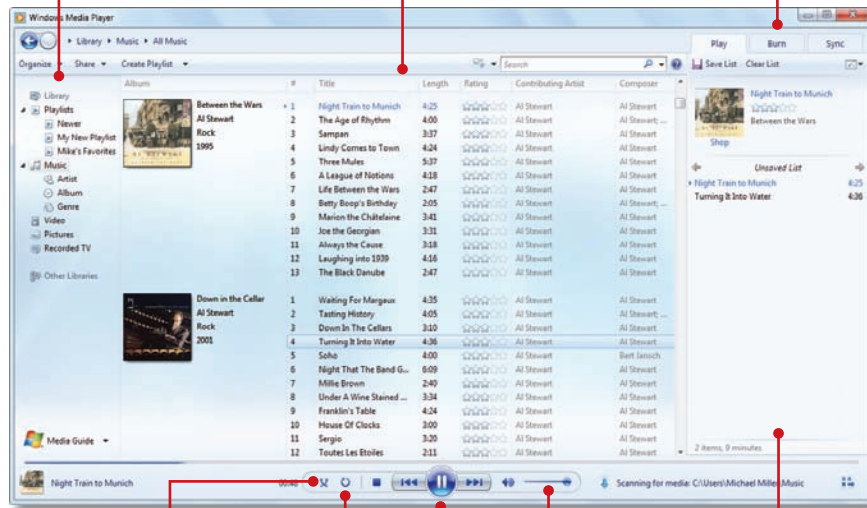 Windows Media Player
Library Music All Music
Play Burn Sync
Organize Share Create Playlist Search Save List Clear List
Album # Title Length Rating Contributing Artist Composer
Library
Playlists
Newer
My New Playlist
Mike's Favorites
Music
Artist
Album
Genre
Video
Pictures
Recorded TV
Other Libraries
Media Guide
Between the Wars
Al Stewart
Rock
1995
1 Night Train to Munich 4:25 Al Stewart Al Stewart
2 The Age of Rhythm 4:00 Al Stewart Al Stewart; ...
3 Sampan 3:37 Al Stewart Al Stewart
4 Lindy Comes to Town 4:24 Al Stewart Al Stewart
5 Three Mules 5:37 Al Stewart Al Stewart
6 A League of Notions 4:18 Al Stewart Al Stewart
7 Life Between the Wars 2:47 Al Stewart Al Stewart
8 Betty Boop's Birthday 2:05 Al Stewart Al Stewart; ...
9 Marion the Châtelaine 3:41 Al Stewart Al Stewart
10 Joe the Georgian 3:31 Al Stewart Al Stewart
11 Always the Cause 3:18 Al Stewart Al Stewart
12 Laughing into 1939 4:16 Al Stewart Al Stewart
13 The Black Danube 2:47 Al Stewart Al Stewart
Down in the Cellar
Al Stewart
Rock
2001
1 Waiting For Margaux 4:35 Al Stewart Al Stewart
2 Tasting History 4:05 Al Stewart Al Stewart; ...
3 Down In The Cellars 3:10 Al Stewart Al Stewart
4 Turning It Into Water 4:36 Al Stewart Al Stewart
5 Soho 4:00 Al Stewart Bert Jansch
6 Night That The Band G... 6:09 Al Stewart Al Stewart
7 Millie Brown 2:40 Al Stewart Al Stewart
8 Under A Wine Stained ... 3:34 Al Stewart Al Stewart
9 Franklin's Table 4:24 Al Stewart Al Stewart
10 House Of Clocks 3:00 Al Stewart Al Stewart
11 Sergio 3:20 Al Stewart Al Stewart
12 Toutes Les Etoiles 2:11 Al Stewart Al Stewart
Night Train to Munich
Between the Wars
Shop
Unsaved List
Night Train to Munich 4:25
Turning It Into Water 4:36
2 items, 9 minutes
Night Train to Munich 00:48 Scanning for media: C:\Users\Michael Miller\Music